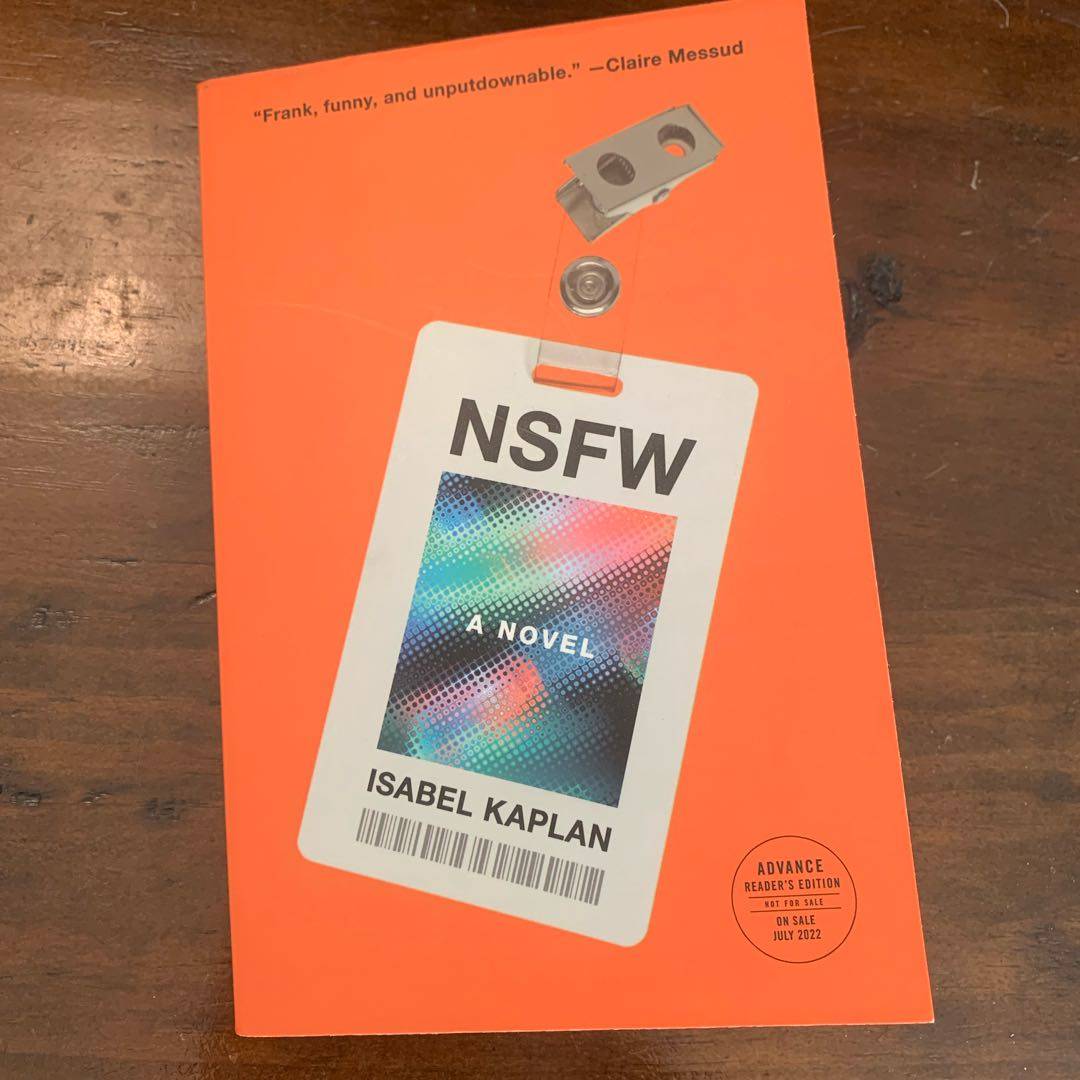 “Frank, funny, and unputdownable.” —Claire Messud
NSFW
A NOVEL
ISABEL KAPLAN
ADVANCE
READER'S EDITION
NOT FOR SALE
ON SALE
JULY 2022